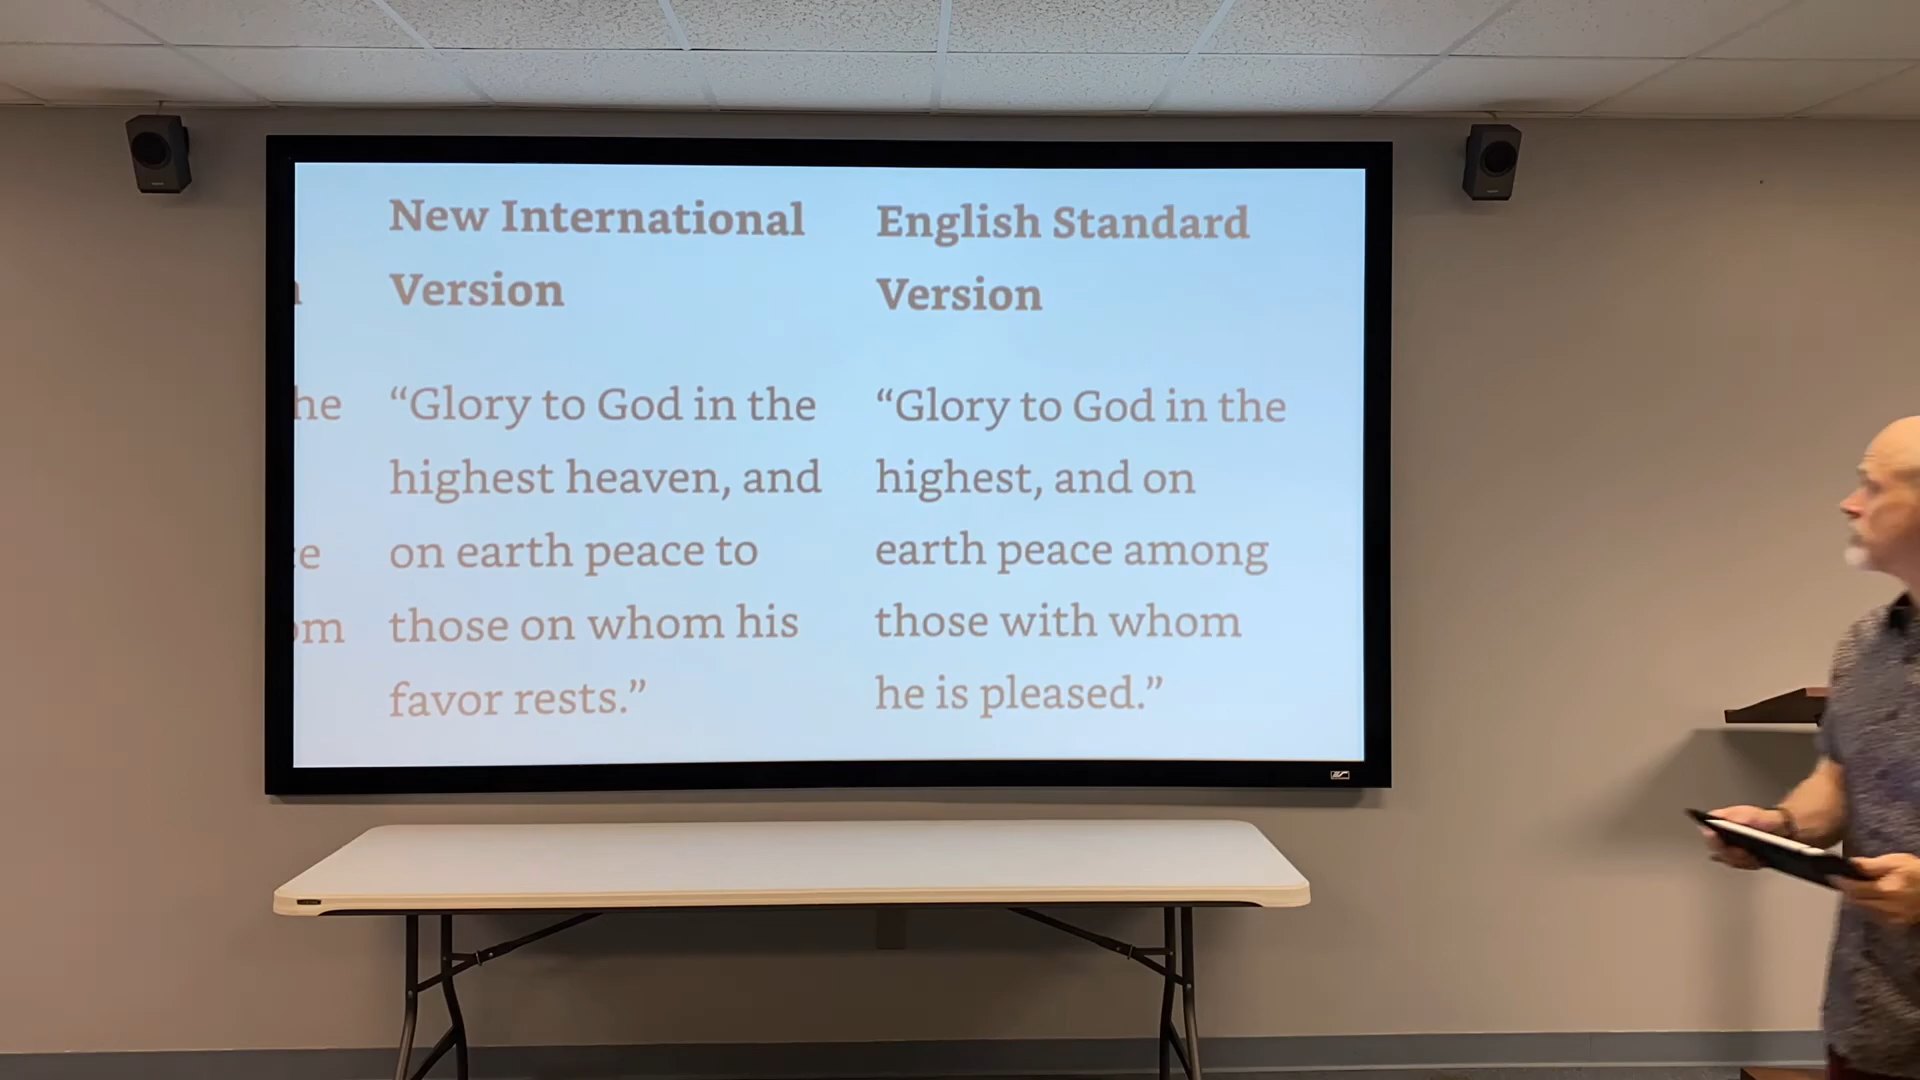 New International
Version
"Glory to God in the
highest heaven, and
on earth peace to
those on whom his
favor rests."
English Standard
Version
"Glory to God in the
highest, and on
earth peace among
those with whom
he is pleased."